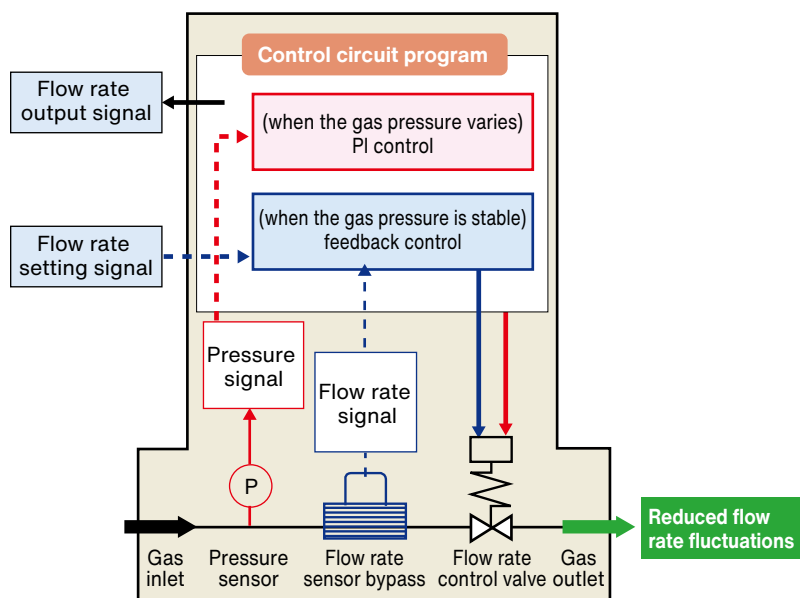 Control circuit program
Flow rate
output signal
(when the gas pressure varies)
PI control
(when the gas pressure is stable)
feedback control
Flow rate
setting signal
Pressure
signal
Flow rate
signal
P
Reduced flow
rate fluctuations
Gas
inlet
Pressure
sensor
Flow rate
sensor bypass
Flow rate
control valve
Gas
outlet